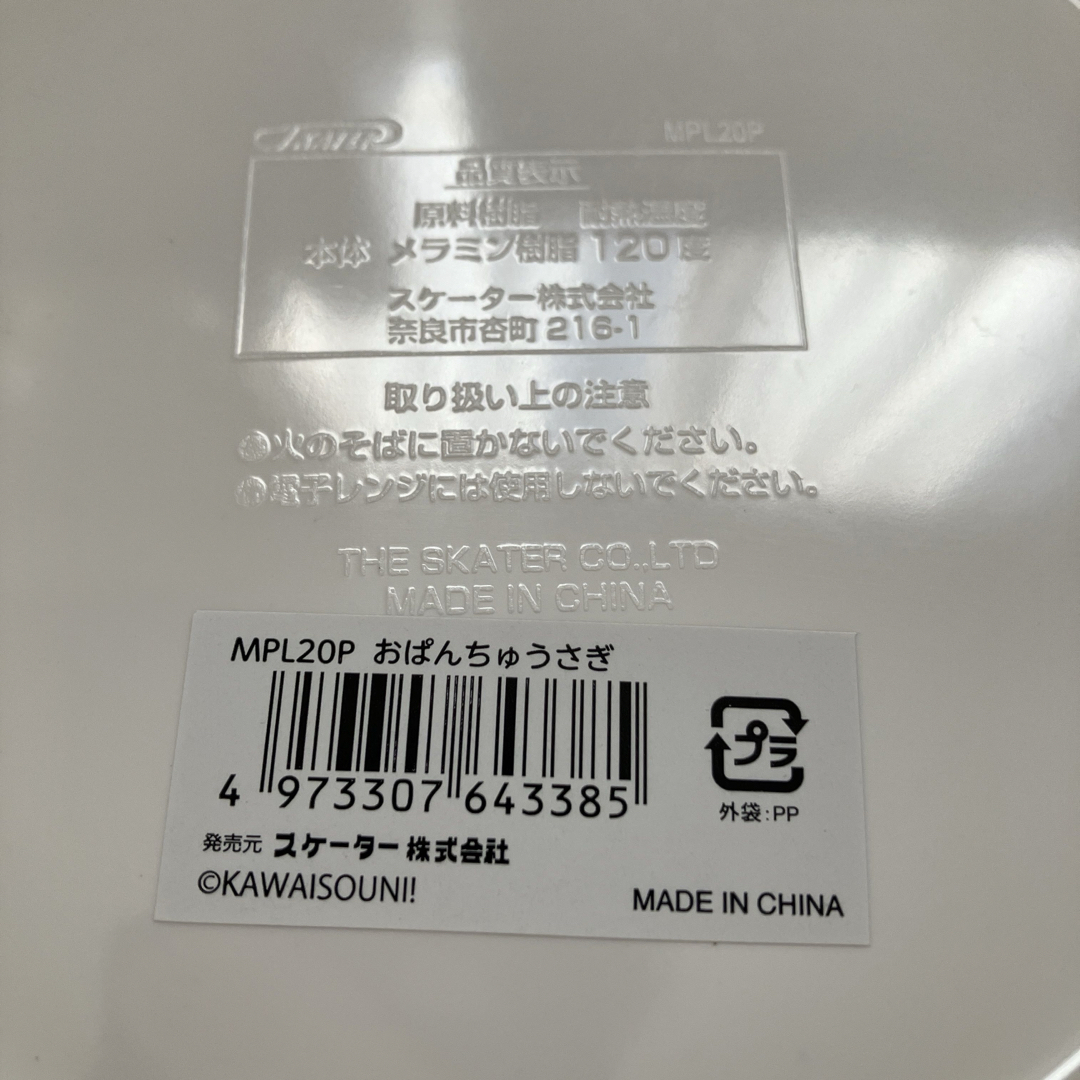 SKATER
MPL20P
品質表示
原料樹脂 耐熱温度
本体 メラミン樹脂 120度
スケーター株式会社
奈良市杏町216-1
取り扱い上の注意
火のそばに置かないでください。
電子レンジには使用しないでください。
THE SKATER CO.,LTD
MADE IN CHINA
MPL20P おぱんちゅうさぎ
4 973307 643385
プラ
外袋:PP
発売元 スケーター株式会社
©KAWAISOUNI!
MADE IN CHINA